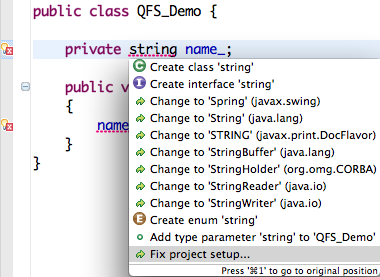 public class QFS_Demo {
private string name_;
Create class 'string'
Create interface 'string'
public v
Change to 'Spring' (javax.swing)
Change to 'String' (java.lang)
{
Change to 'STRING' (javax.print.DocFlavor)
name
Change to 'StringBuffer' (java.lang)
}
Change to 'StringHolder' (org.omg.CORBA)
}
Change to 'StringReader' (java.io)
Change to 'StringWriter' (java.io)
Create enum 'string'
Add type parameter 'string' to 'QFS_Demo'
Fix project setup...
Press '⌘1' to go to original position